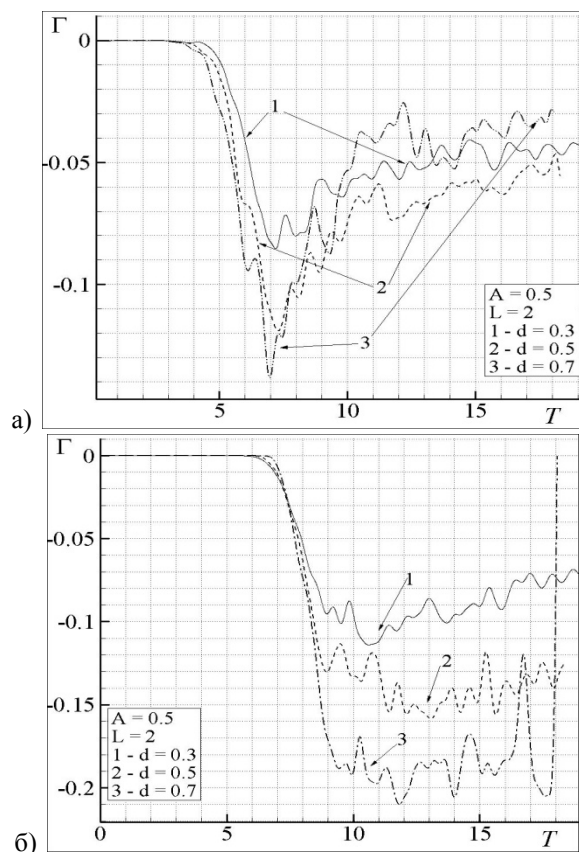 Γ
0
-0.05
-0.1
1
2
3
A = 0.5
L = 2
1 - d = 0.3
2 - d = 0.5
3 - d = 0.7
0 5 10 15 T
а)
Γ
0
-0.05
-0.1
-0.15
-0.2
1
2
3
A = 0.5
L = 2
1 - d = 0.3
2 - d = 0.5
3 - d = 0.7
0 5 10 15 T
б)